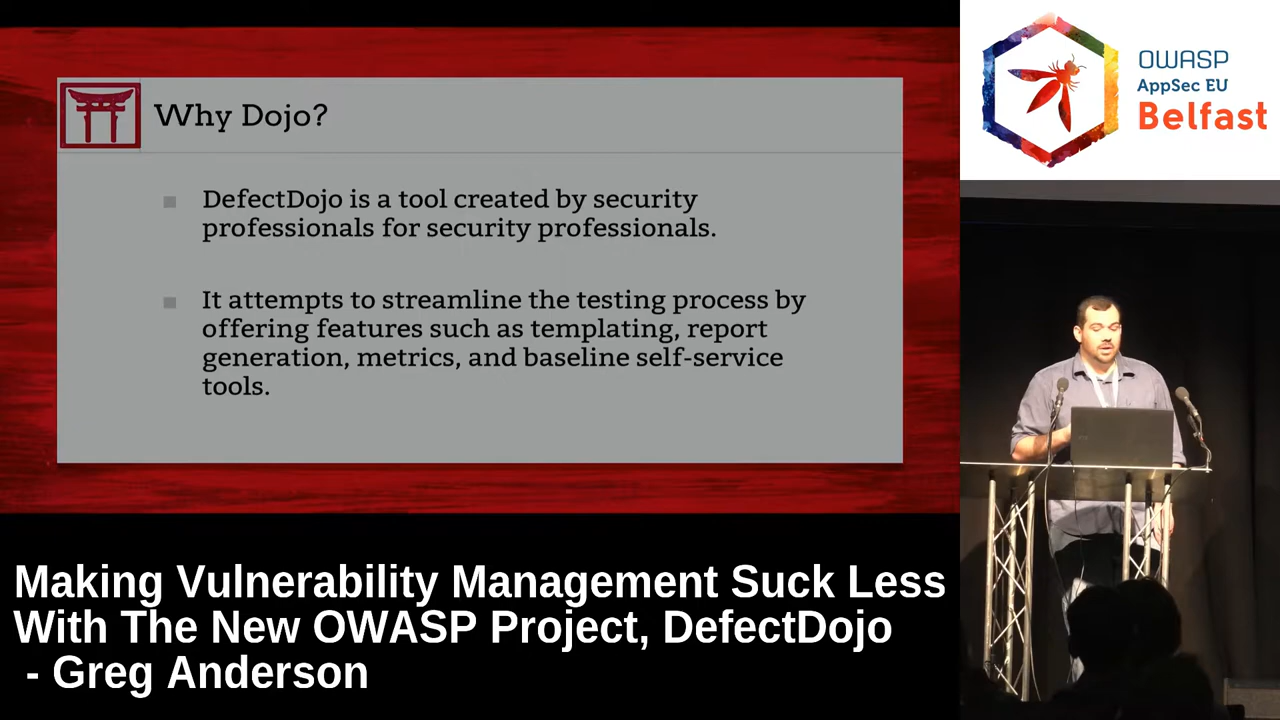 Why Dojo?
DefectDojo is a tool created by security
professionals for security professionals.
It attempts to streamline the testing process by
offering features such as templating, report
generation, metrics, and baseline self-service
tools.
OWASP
AppSec EU
Belfast
Making Vulnerability Management Suck Less
With The New OWASP Project, DefectDojo
- Greg Anderson